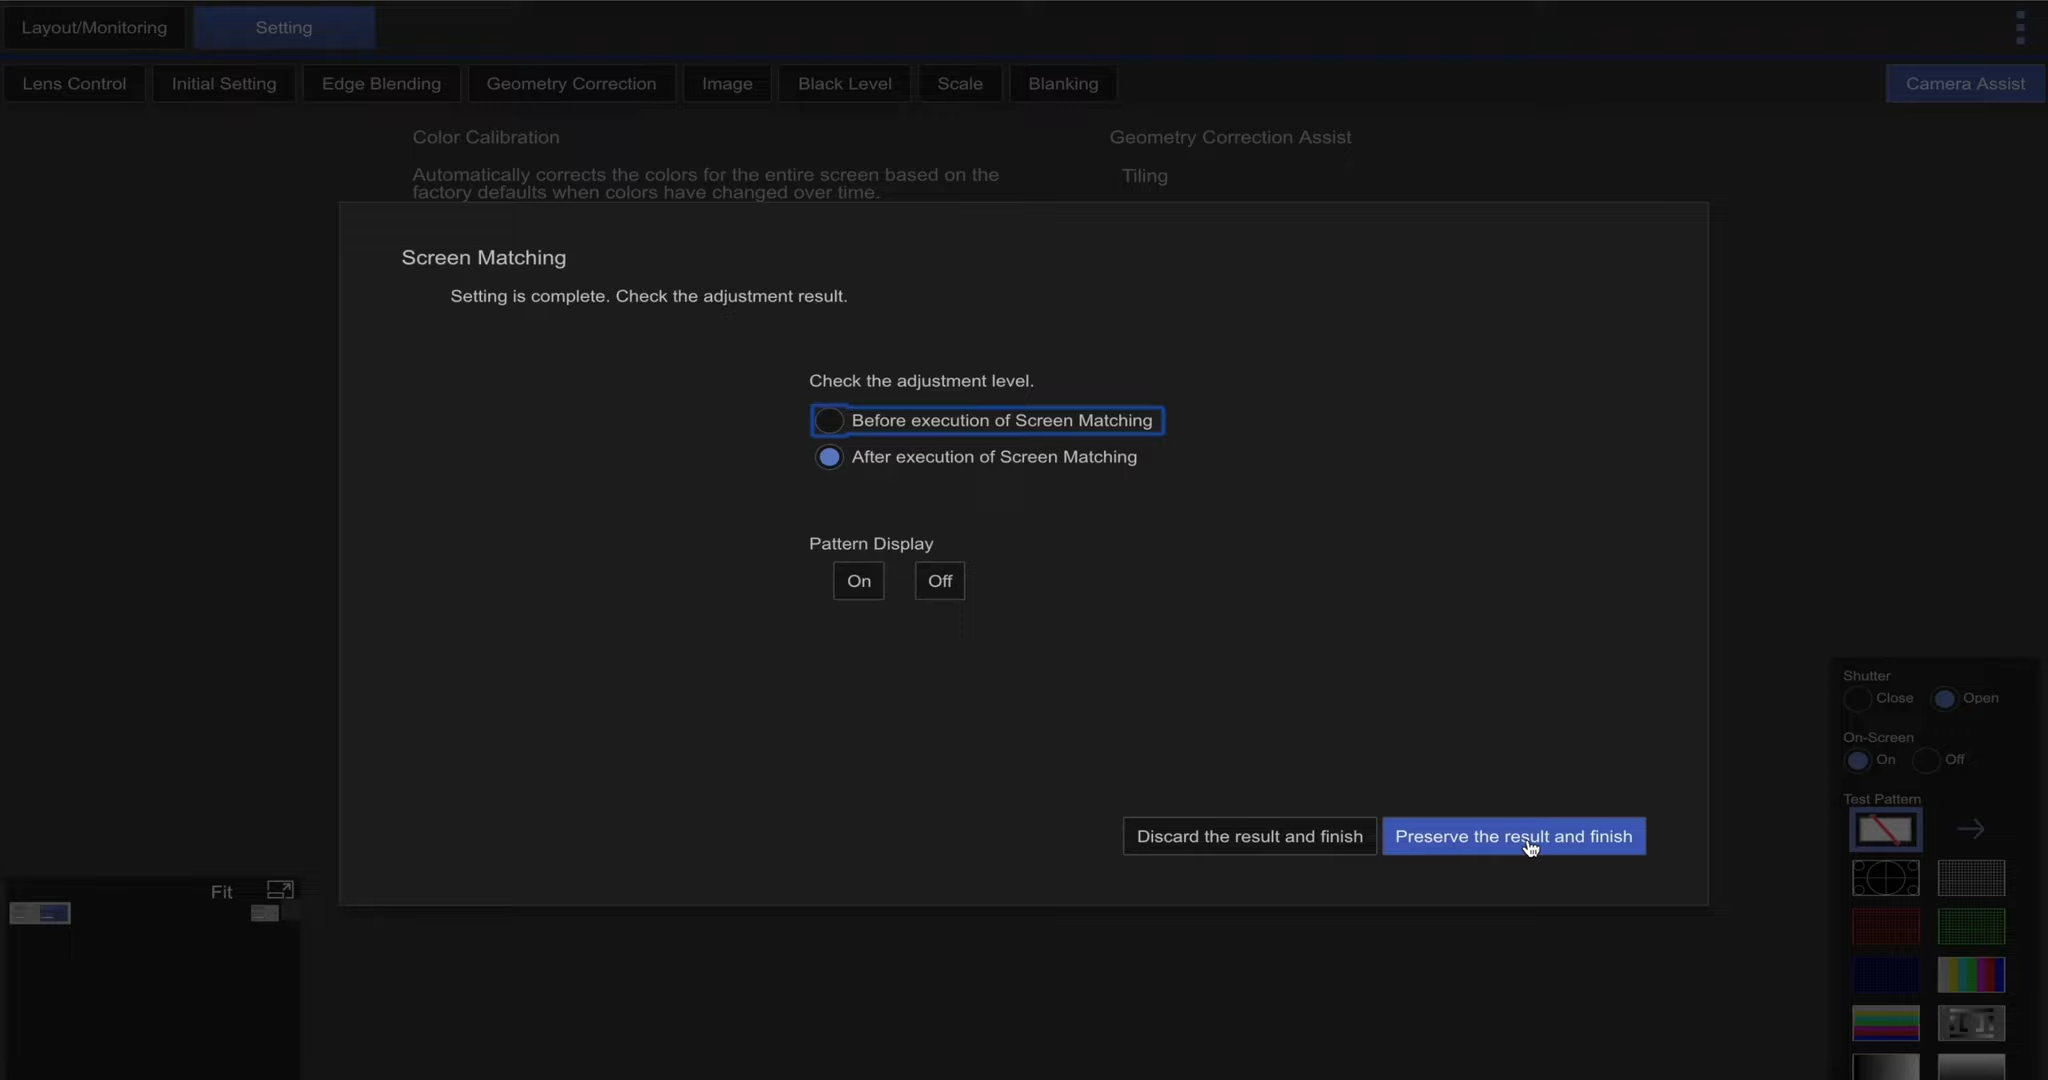 Layout/Monitoring
Setting
Lens Control
Initial Setting
Edge Blending
Geometry Correction
Image
Black Level
Scale
Blanking
Camera Assist
Color Calibration
Geometry Correction Assist
Automatically corrects the colors for the entire screen based on the
factory defaults when colors have changed over time.
Tiling
Screen Matching
Setting is complete. Check the adjustment result.
Check the adjustment level.
Before execution of Screen Matching
After execution of Screen Matching
Pattern Display
On
Off
Discard the result and finish
Preserve the result and finish
Shutter
Close
Open
On-Screen
On
Off
Test Pattern
Fit